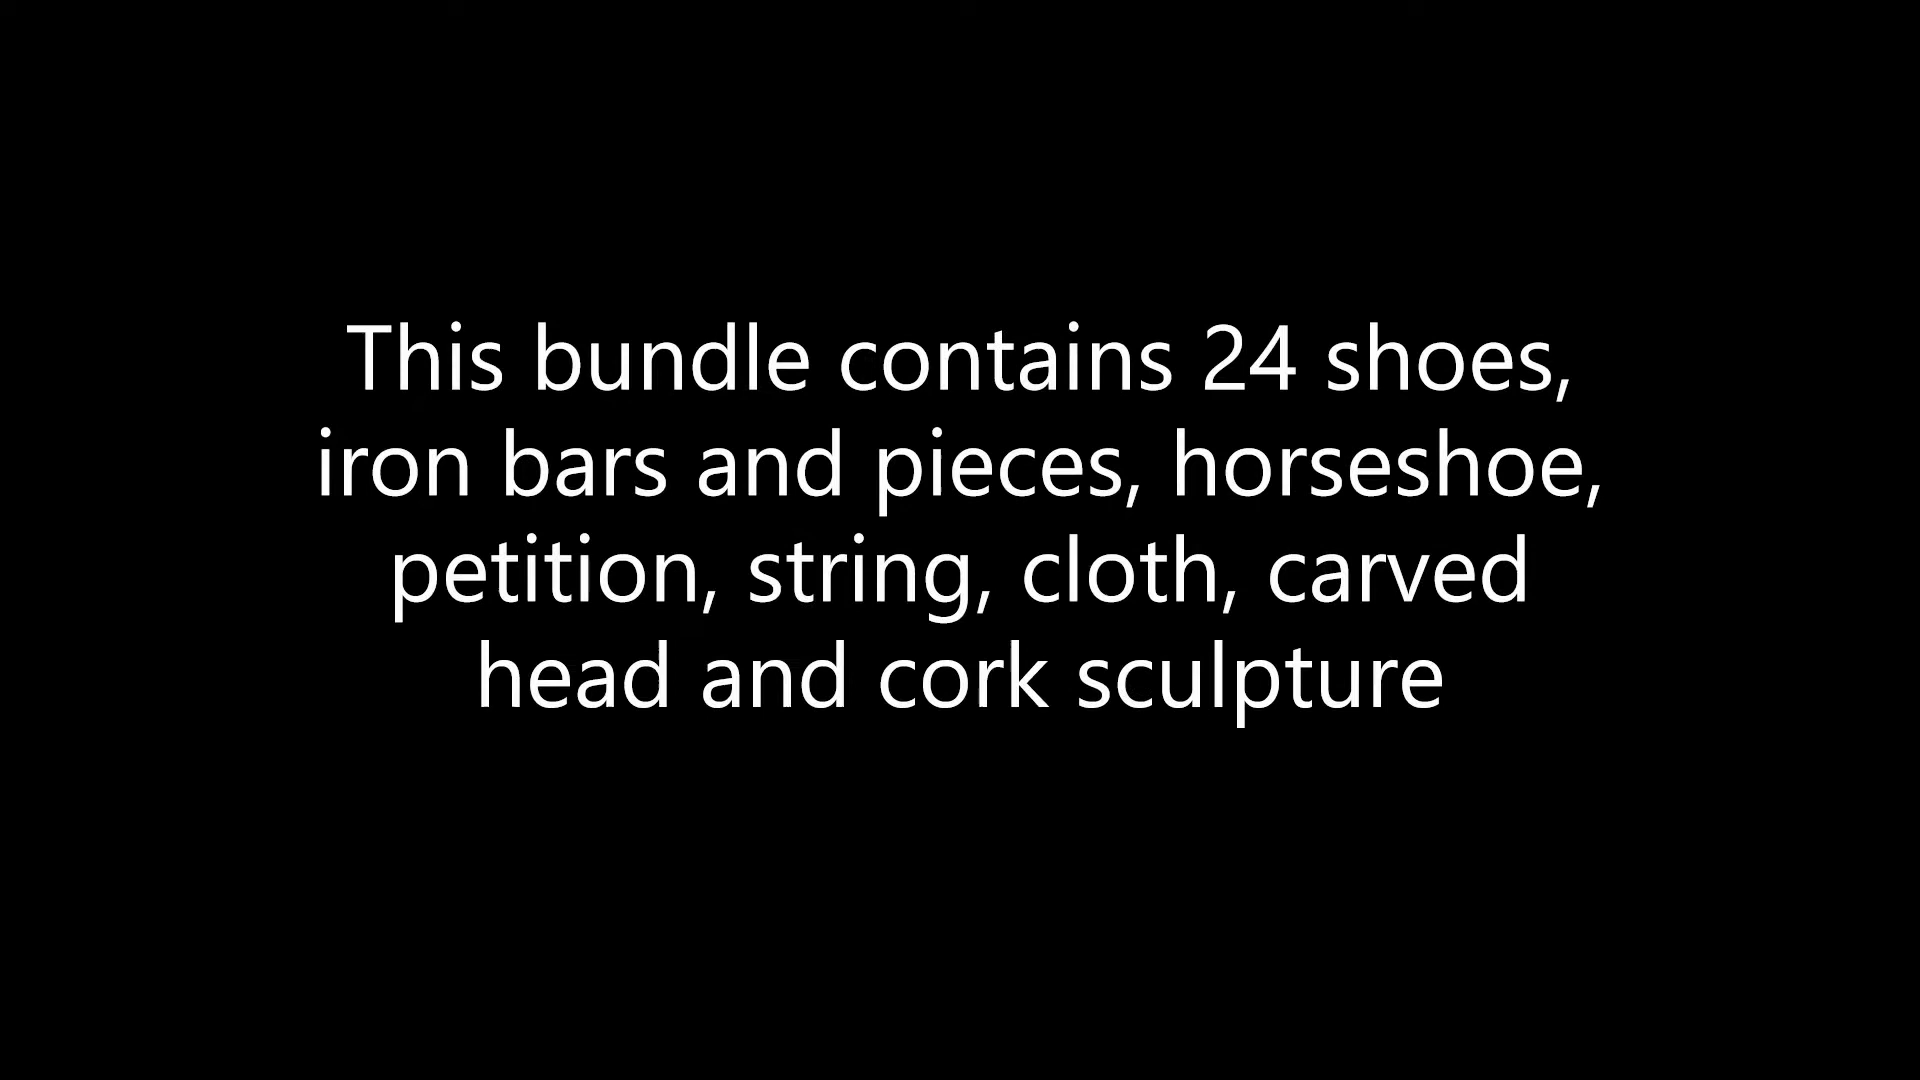 This bundle contains 24 shoes,
iron bars and pieces, horseshoe,
petition, string, cloth, carved
head and cork sculpture